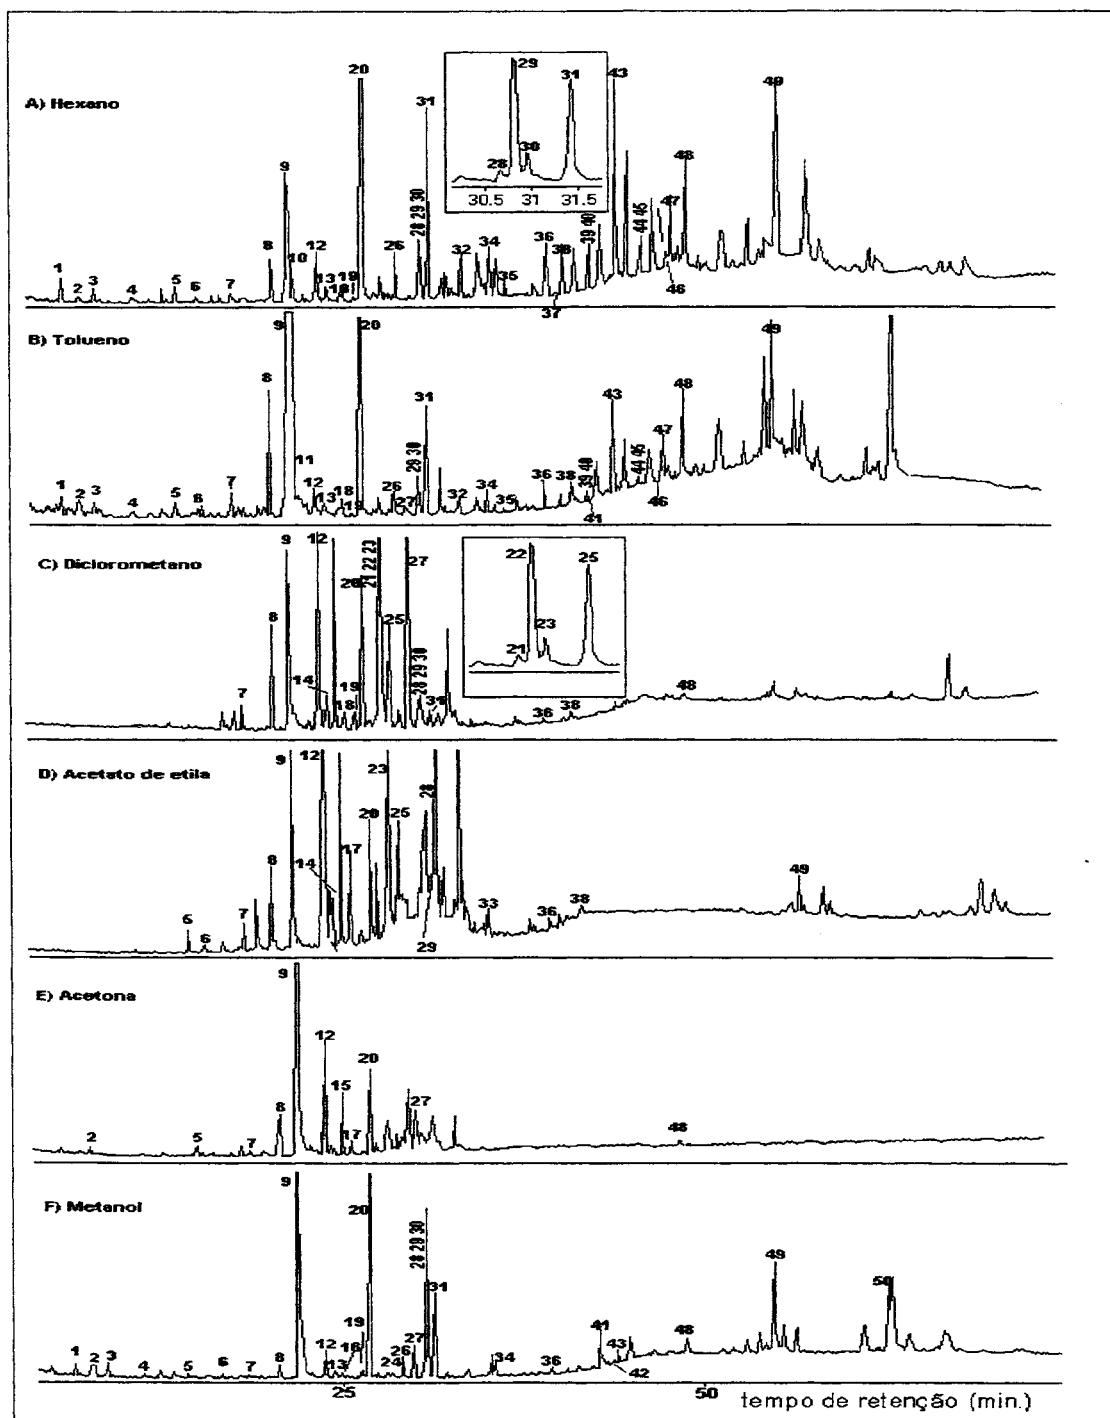 A) Hexano
1 2 3 4 5 6 7 8 9 10 12 13 18 19 20 26 28 29 30 31 32 34 35 36 37 38 39 40 43 44 45 46 47 48 49
28 29 30 31
30.5 31 31.5
B) Tolueno
1 2 3 4 5 6 7 8 9 11 12 13 18 19 20 26 27 28 30 31 32 34 35 36 38 39 40 41 43 44 45 46 47 48 49
C) Diclorometano
7 8 9 12 14 18 19 20 21 22 23 25 27 28 29 30 31 36 38 48
21 22 23 25
D) Acetato de etila
5 6 7 8 9 12 14 17 20 23 25 28 29 33 36 38 49
E) Acetona
2 5 7 8 9 12 15 17 20 27 48
F) Metanol
1 2 3 4 5 6 7 8 9 12 13 16 19 20 24 26 27 28 29 30 31 34 36 41 42 43 48 49 50
25 50
tempo de retenção (min.)